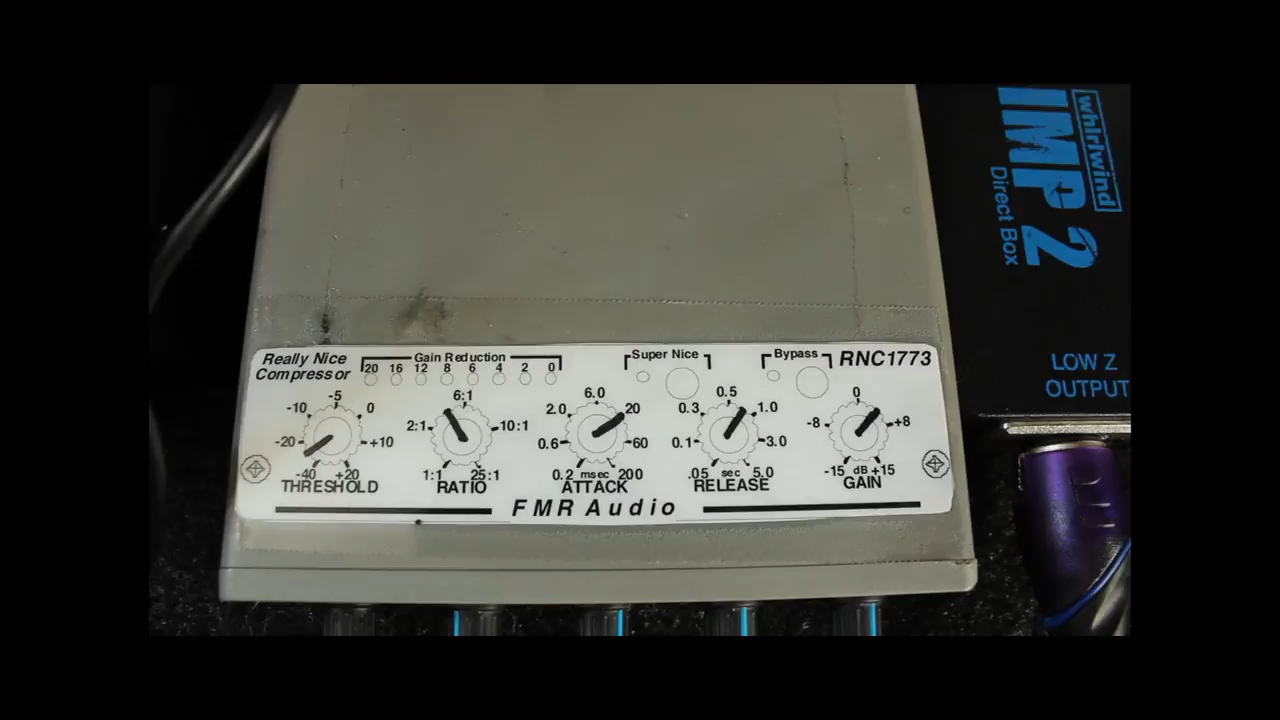 Really Nice
Compressor
Gain Reduction
20 16 12 8 6 4 2 0
Super Nice
Bypass
RNC1773
-40 -20 -10 -5 0 +10 +20
THRESHOLD
1:1 2:1 6:1 10:1 25:1
RATIO
0.2 0.6 2.0 6.0 20 60 200
msec
ATTACK
.05 0.1 0.3 0.5 1.0 3.0 5.0
sec
RELEASE
-15 -8 0 +8 +15
dB
GAIN
FMR Audio
whirlwind
IMP 2
Direct Box
LOW Z
OUTPUT